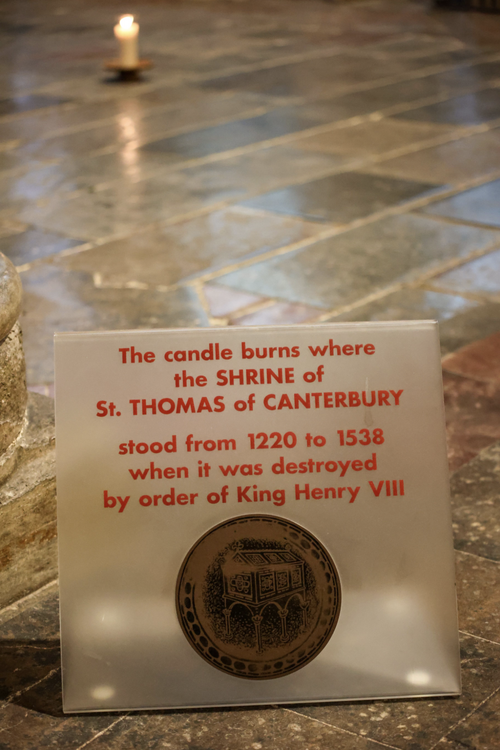 The candle burns where
the SHRINE of
St. THOMAS of CANTERBURY
stood from 1220 to 1538
when it was destroyed
by order of King Henry VIII